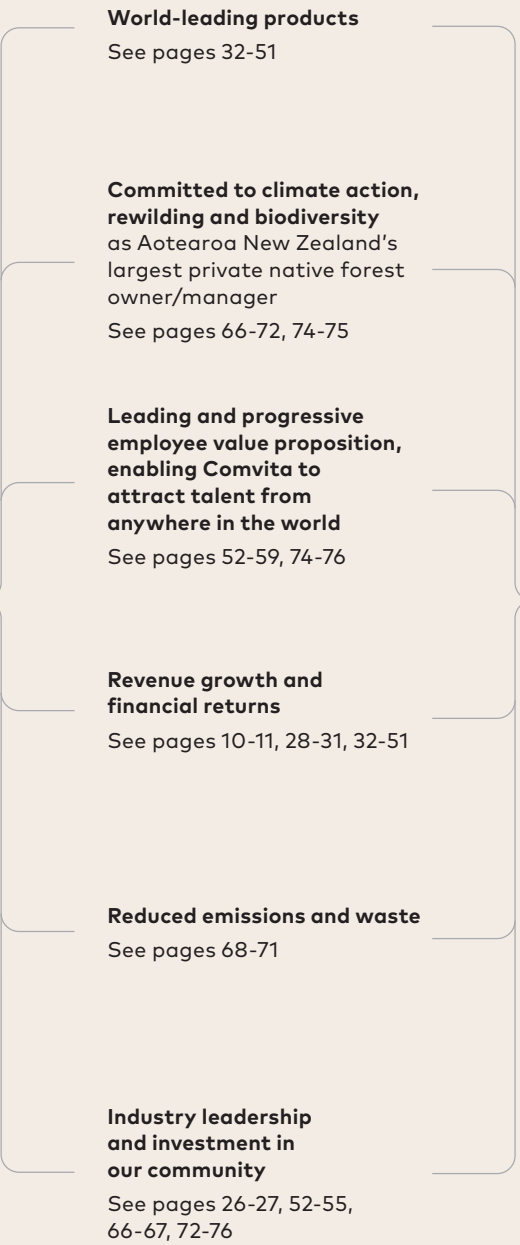 World-leading products
See pages 32-51
Committed to climate action,
rewilding and biodiversity
as Aotearoa New Zealand's
largest private native forest
owner/manager
See pages 66-72, 74-75
Leading and progressive
employee value proposition,
enabling Comvita to
attract talent from
anywhere in the world
See pages 52-59, 74-76
Revenue growth and
financial returns
See pages 10-11, 28-31, 32-51
Reduced emissions and waste
See pages 68-71
Industry leadership
and investment in
our community
See pages 26-27, 52-55,
66-67, 72-76